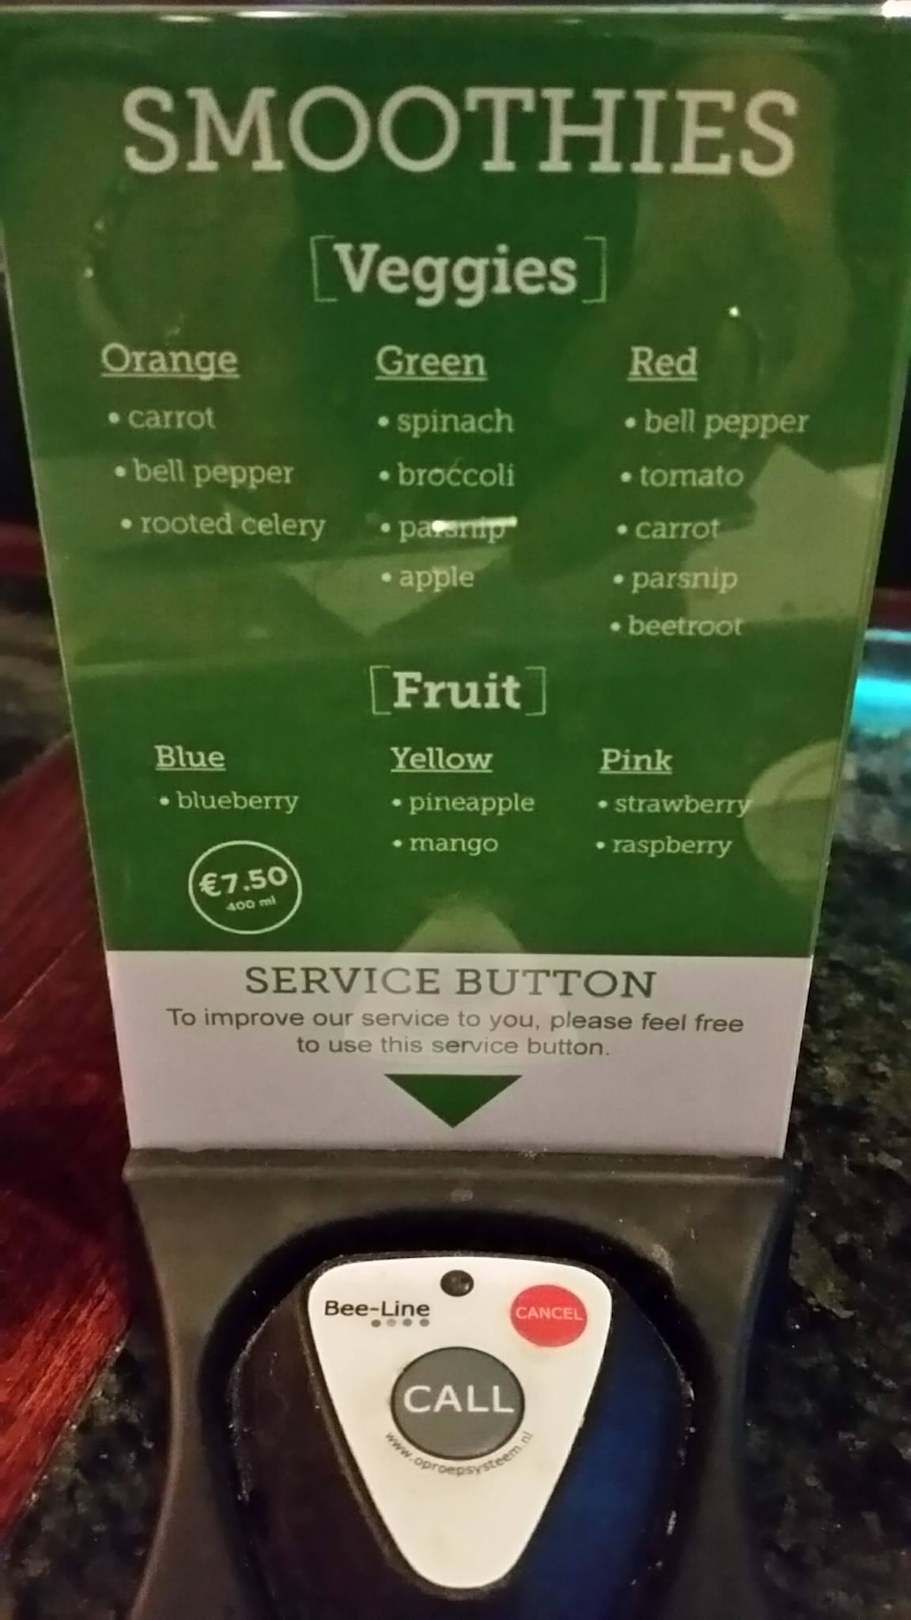 SMOOTHIES
[Veggies]
Orange
• carrot
• bell pepper
• rooted celery
Green
• spinach
• broccoli
• parsnip
• apple
Red
• bell pepper
• tomato
• carrot
• parsnip
• beetroot
[Fruit]
Blue
• blueberry
Yellow
• pineapple
• mango
Pink
• strawberry
• raspberry
€7.50
400 ml
SERVICE BUTTON
To improve our service to you, please feel free
to use this service button.
Bee-Line
CANCEL
CALL
www.oproepsysteem.nl